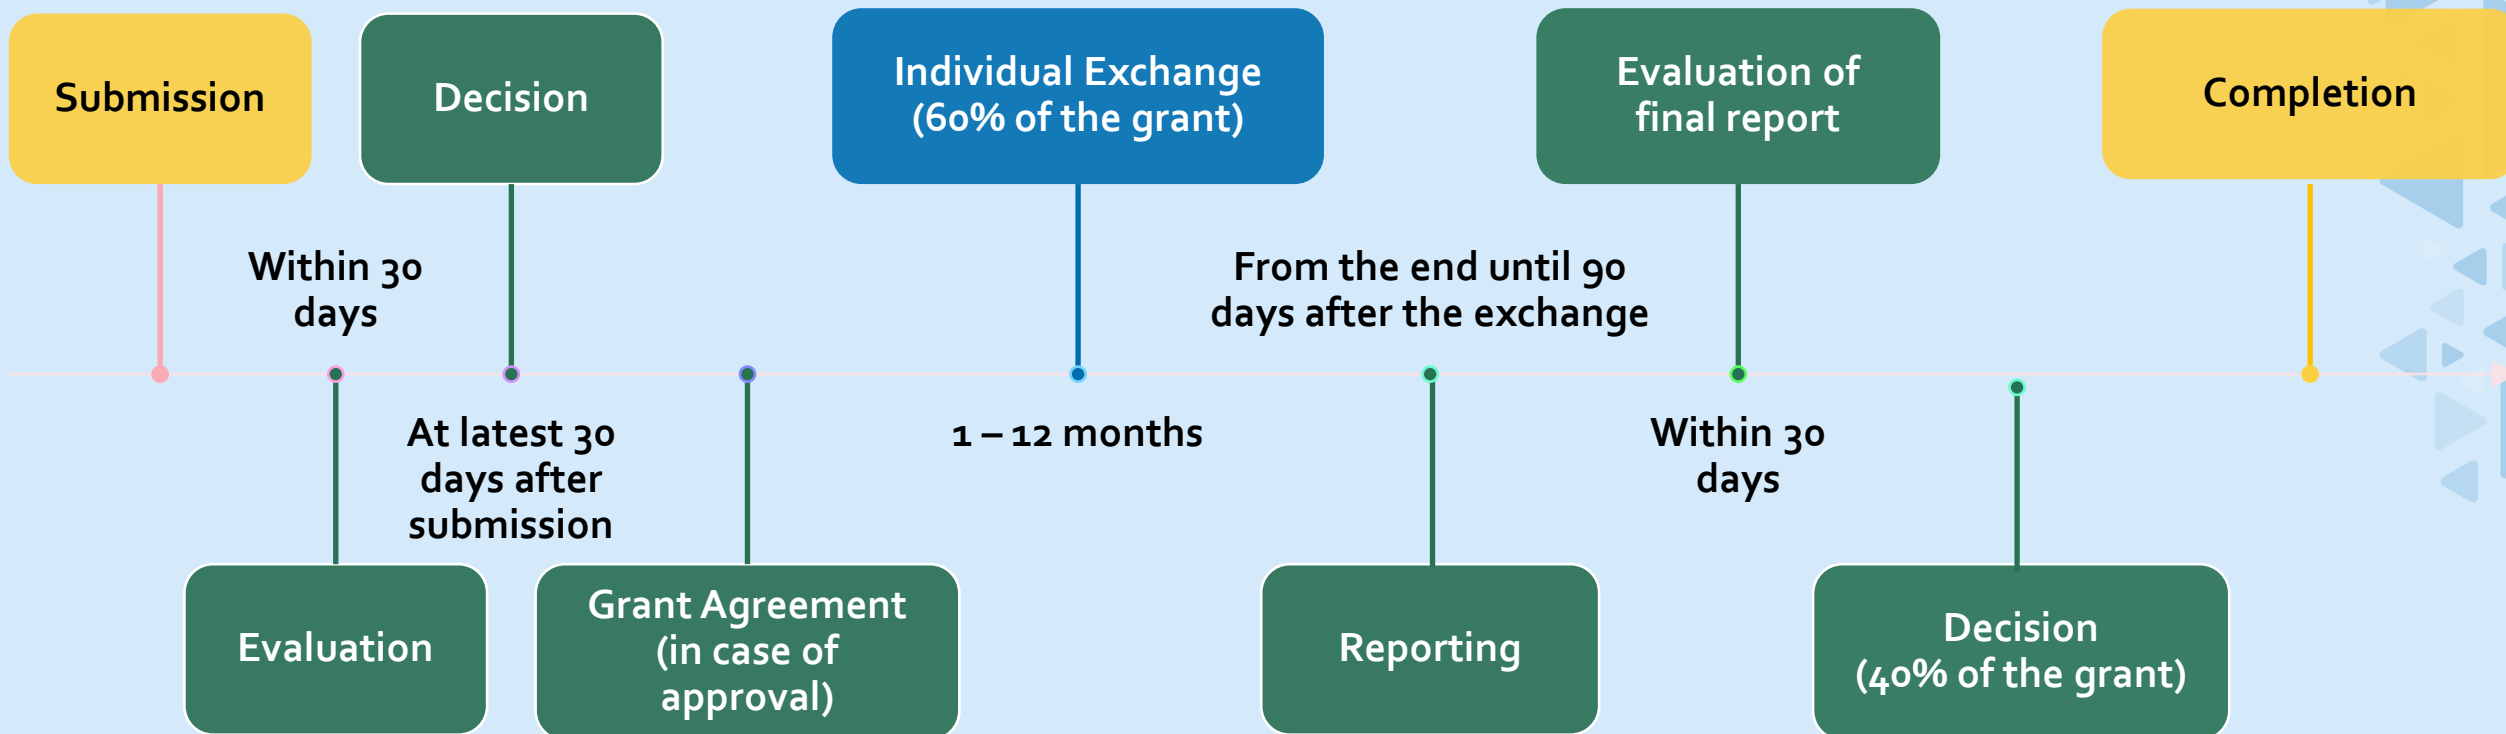 Submission
Decision
Individual Exchange
(60% of the grant)
Evaluation of
final report
Completion
Within 30
days
From the end until 90
days after the exchange
At latest 30
days after
submission
1 – 12 months
Within 30
days
Evaluation
Grant Agreement
(in case of
approval)
Reporting
Decision
(40% of the grant)